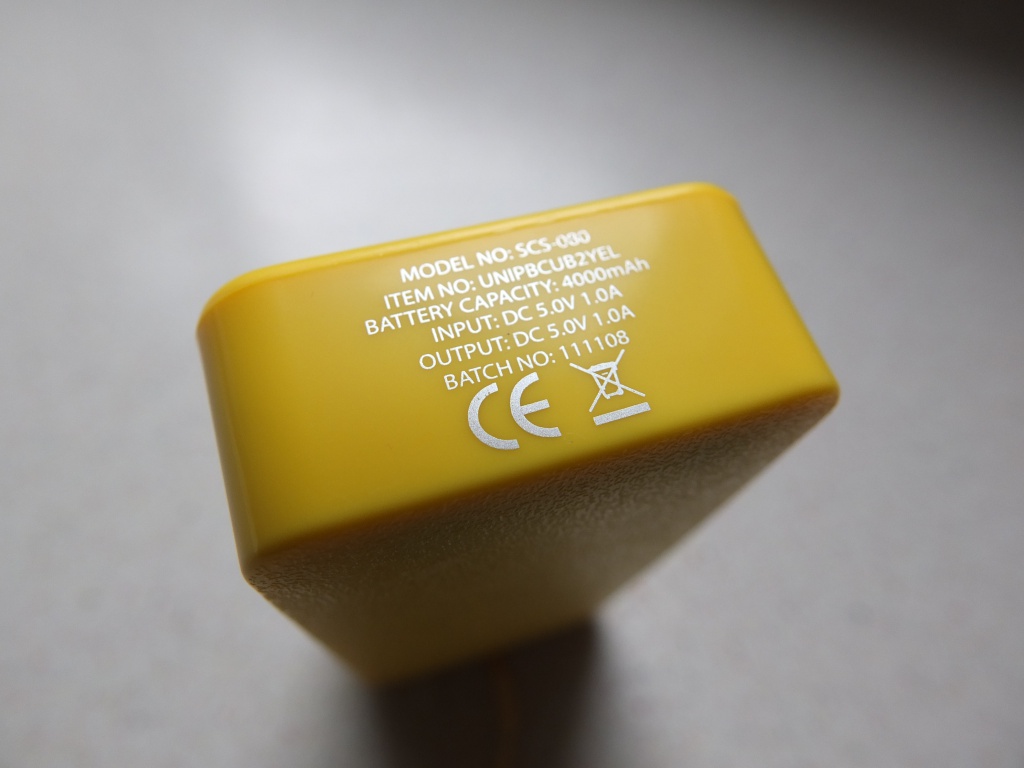 MODEL NO: SCS-030
ITEM NO: UNIPBCUB2YEL
BATTERY CAPACITY: 4000mAh
INPUT: DC 5.0V 1.0A
OUTPUT: DC 5.0V 1.0A
BATCH NO: 111108
CE